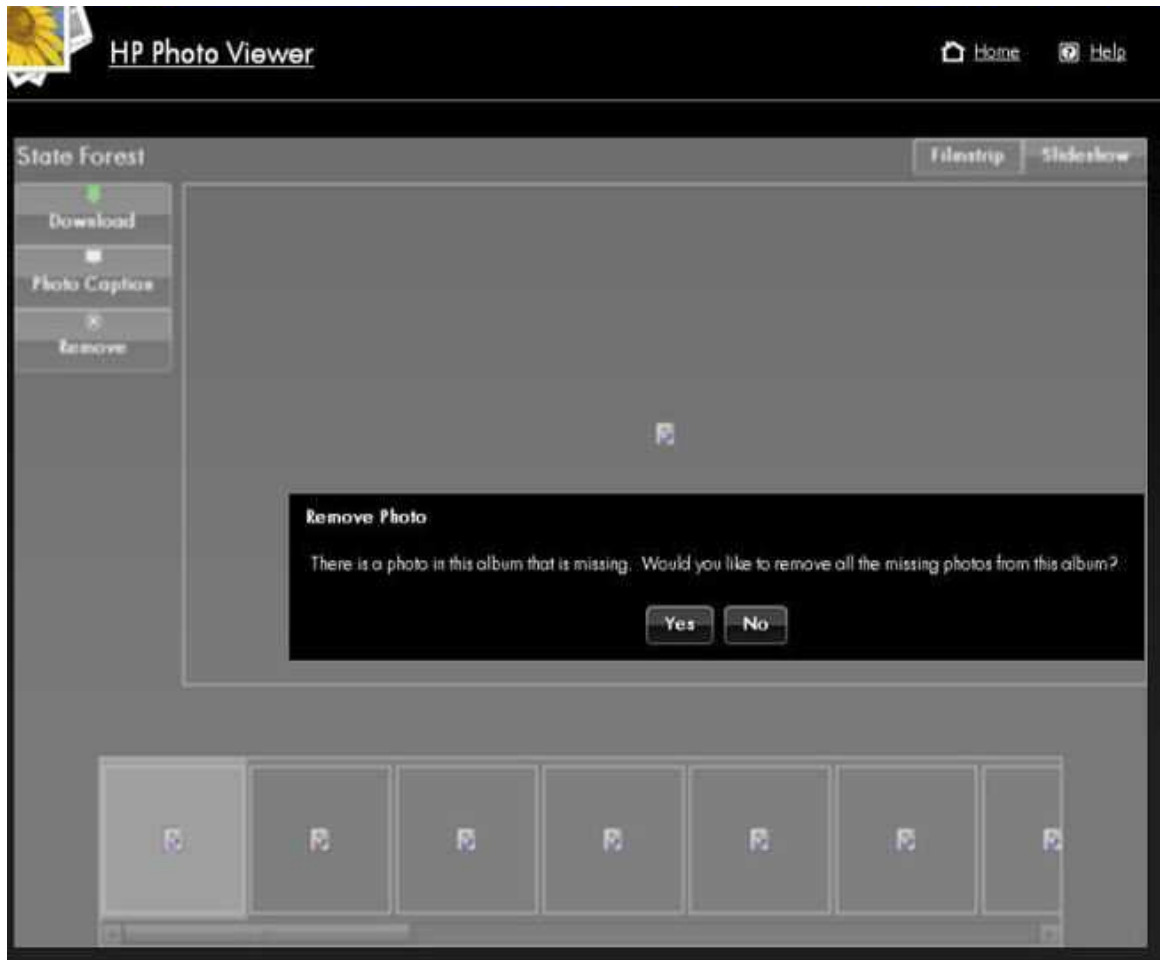 HP Photo Viewer
Home
Help
State Forest
Filmstrip
Slideshow
Download
Photo Caption
Remove
Remove Photo
There is a photo in this album that is missing. Would you like to remove all the missing photos from this album?
Yes
No